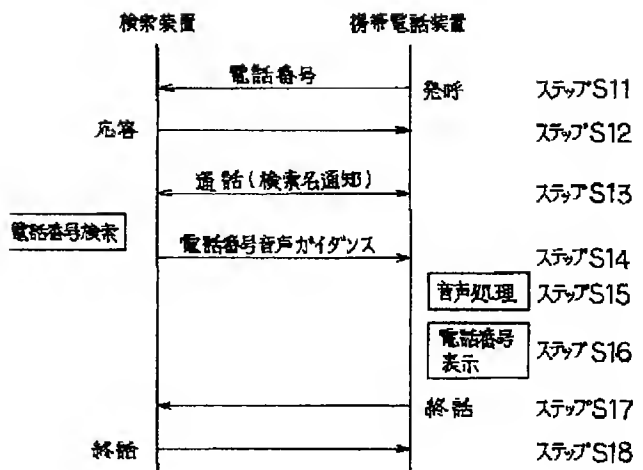 検索装置 携帯電話装置
電話番号 発呼 ステップS11
応答 ステップS12
通話(検索名通知) ステップS13
電話番号検索
電話番号音声ガイダンス ステップS14
音声処理 ステップS15
電話番号
表示 ステップS16
終話 ステップS17
終話 ステップS18